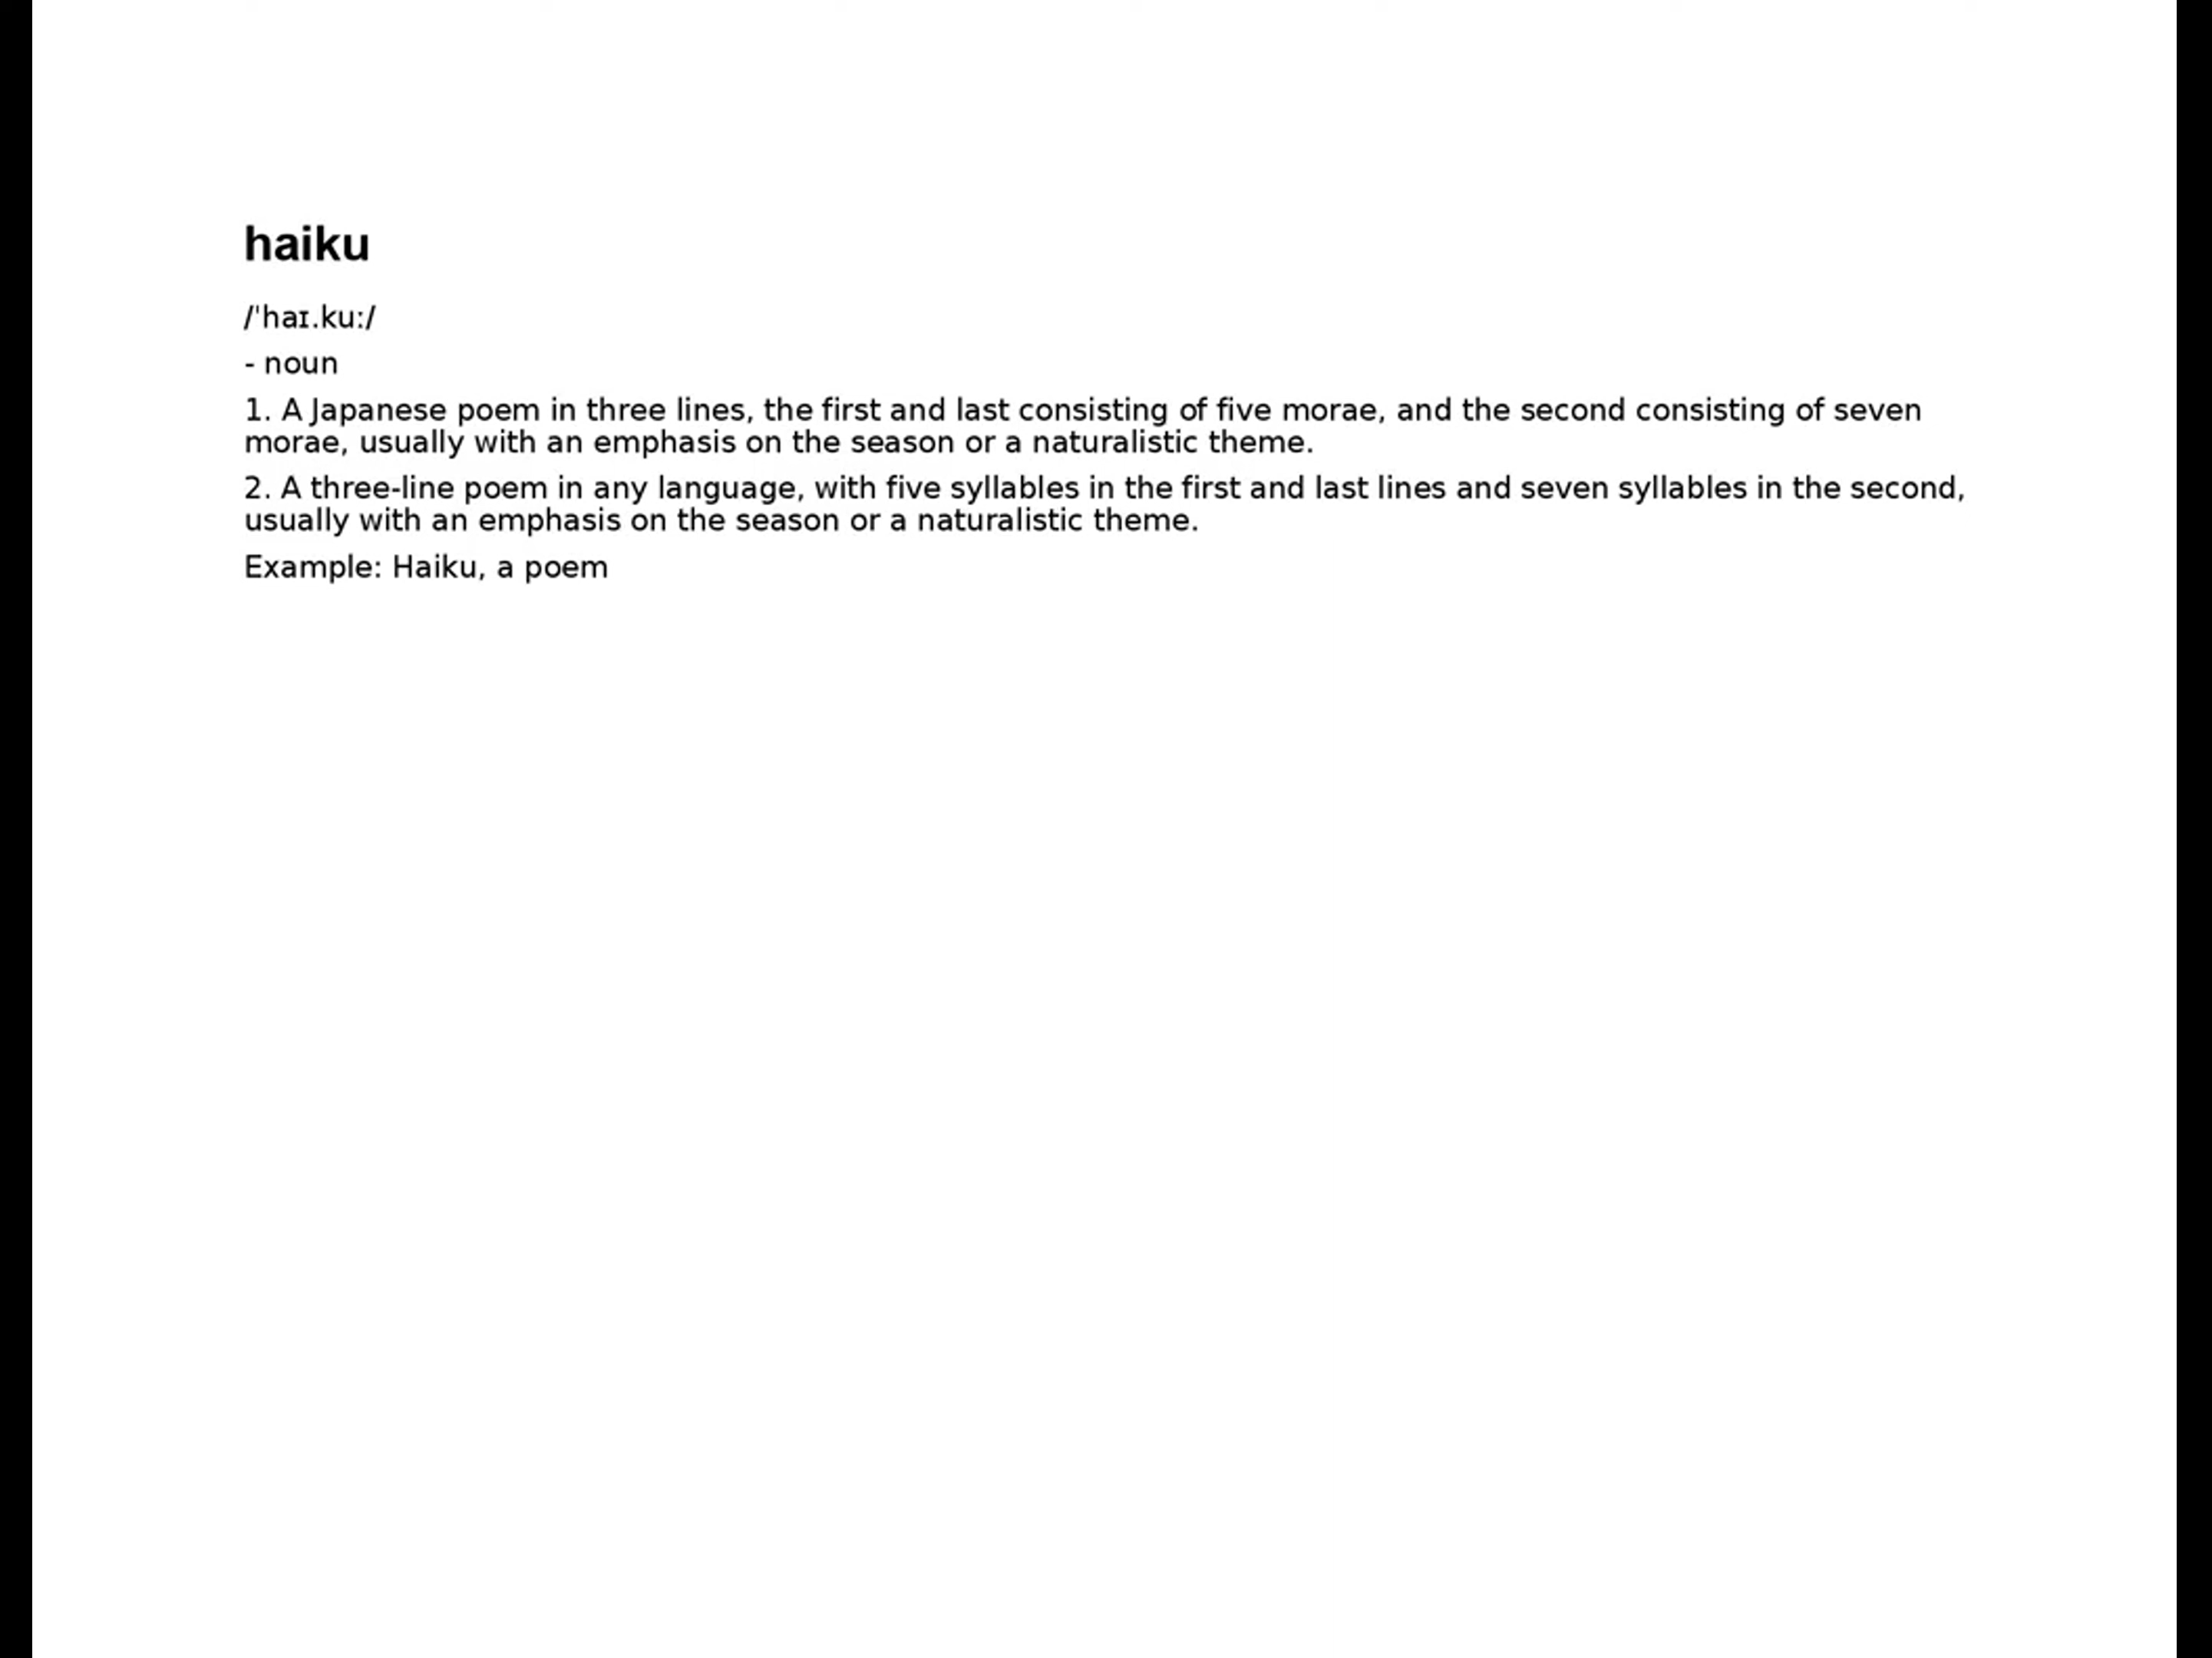 haiku
/ˈhaɪ.kuː/
- noun
1. A Japanese poem in three lines, the first and last consisting of five morae, and the second consisting of seven
morae, usually with an emphasis on the season or a naturalistic theme.
2. A three-line poem in any language, with five syllables in the first and last lines and seven syllables in the second,
usually with an emphasis on the season or a naturalistic theme.
Example: Haiku, a poem